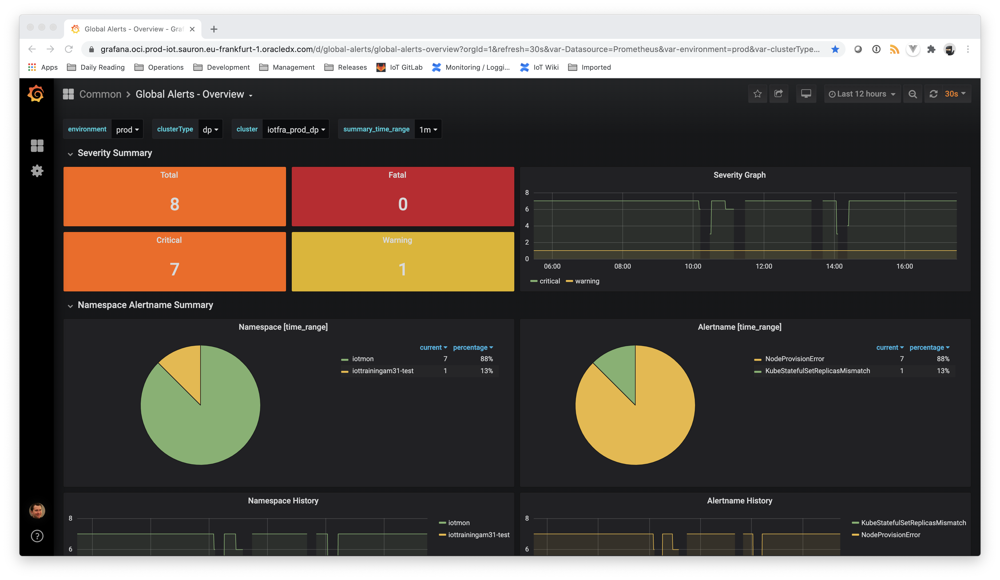 Global Alerts - Overview - Graf
grafana.oci.prod-iot.sauron.eu-frankfurt-1.oracledx.com/d/global-alerts/global-alerts-overview?orgId=1&refresh=30s&var-Datasource=Prometheus&var-environment=prod&var-clusterType...
Apps Daily Reading Operations Development Management Releases IoT GitLab Monitoring / Loggi... IoT Wiki Imported
Common > Global Alerts - Overview
Last 12 hours 30s
environment prod clusterType dp cluster iotfra_prod_dp summary_time_range 1m
Severity Summary
Total
8
Fatal
0
Critical
7
Warning
1
Severity Graph
8
6
4
2
0
06:00 08:00 10:00 12:00 14:00 16:00
critical warning
Namespace Alertname Summary
Namespace [time_range]
current percentage
iotmon 7 88%
iottrainingam31-test 1 13%
Alertname [time_range]
current percentage
NodeProvisionError 7 88%
KubeStatefulSetReplicasMismatch 1 13%
Namespace History
8
6
iotmon
iottrainingam31-test
Alertname History
8
6
KubeStatefulSetReplicasMismatch
NodeProvisionError
?